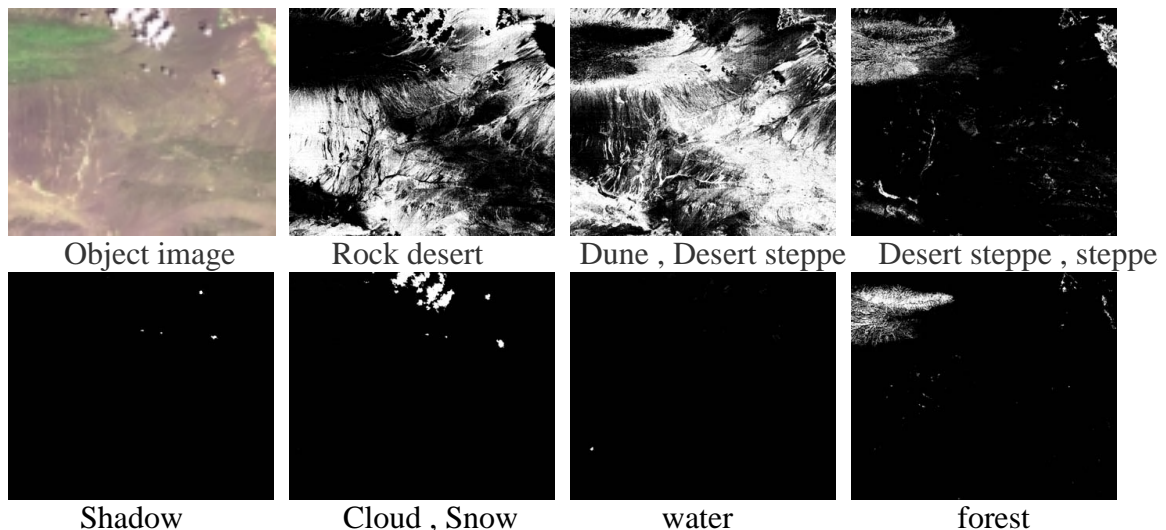 Object image
Rock desert
Dune , Desert steppe
Desert steppe , steppe
Shadow
Cloud , Snow
water
forest